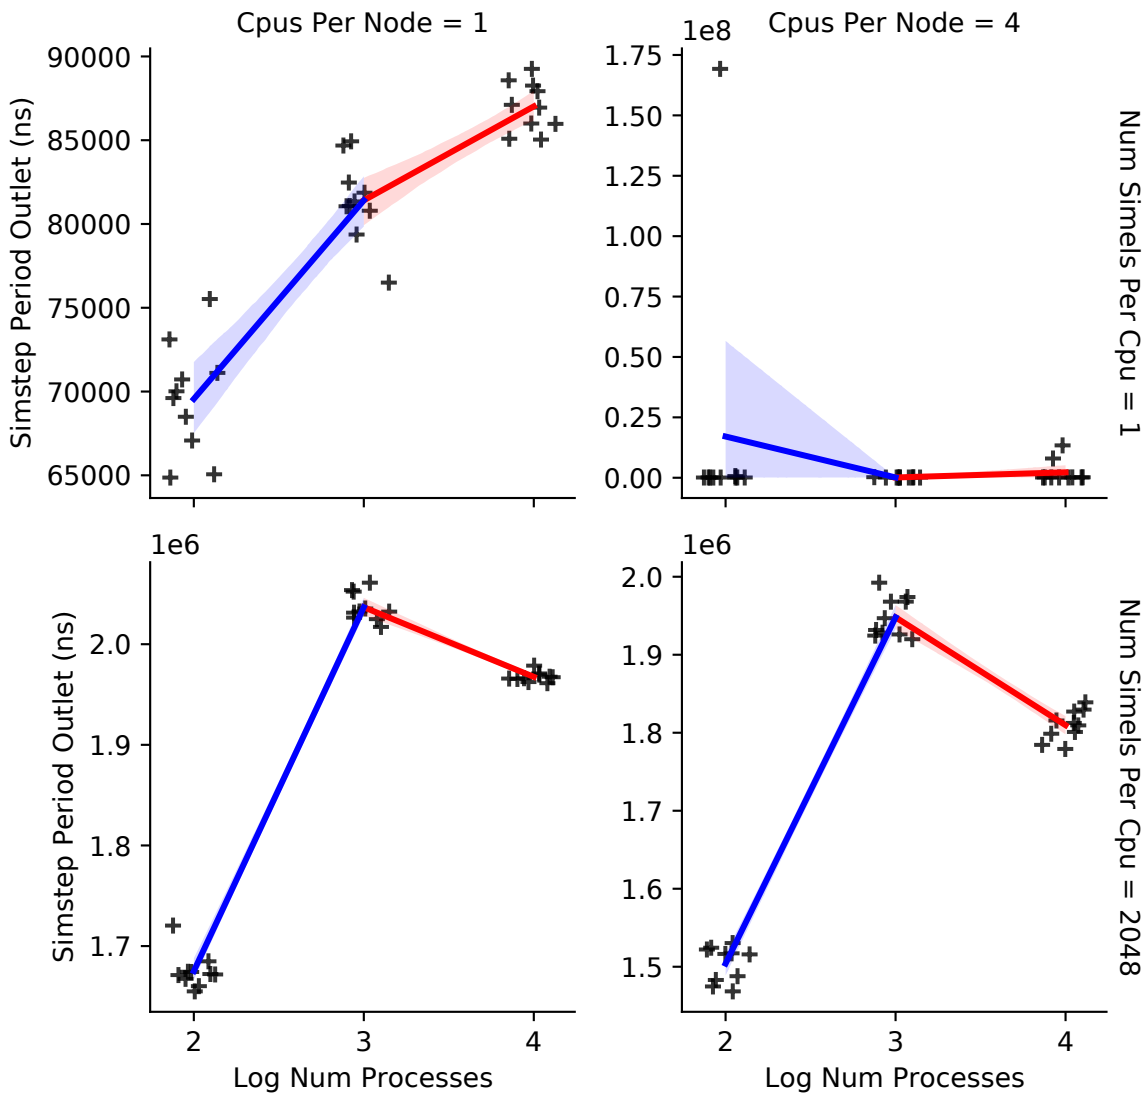 Cpus Per Node = 1
Cpus Per Node = 4
1e8
Simstep Period Outlet (ns)
90000
85000
80000
75000
70000
65000
1.75
1.50
1.25
1.00
0.75
0.50
0.25
0.00
Num Simels Per Cpu = 1
1e6
Simstep Period Outlet (ns)
2.0
1.9
1.8
1.7
2
3
4
Log Num Processes
1e6
2.0
1.9
1.8
1.7
1.6
1.5
2
3
4
Log Num Processes
Num Simels Per Cpu = 2048